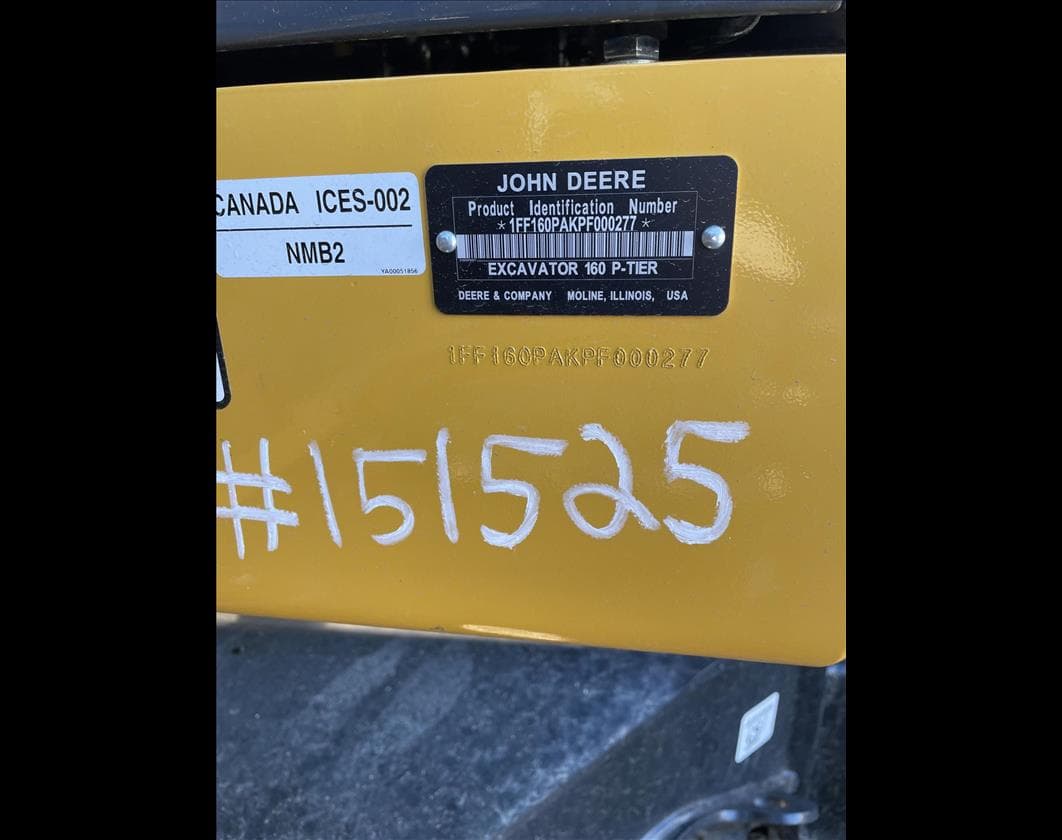 CANADA ICES-002
NMB2
YA00051856
JOHN DEERE
Product Identification Number
*1FF160PAKPF000277*
EXCAVATOR 160 P-TIER
DEERE & COMPANY MOLINE, ILLINOIS, USA
1FF160PAKPF000277
#151525